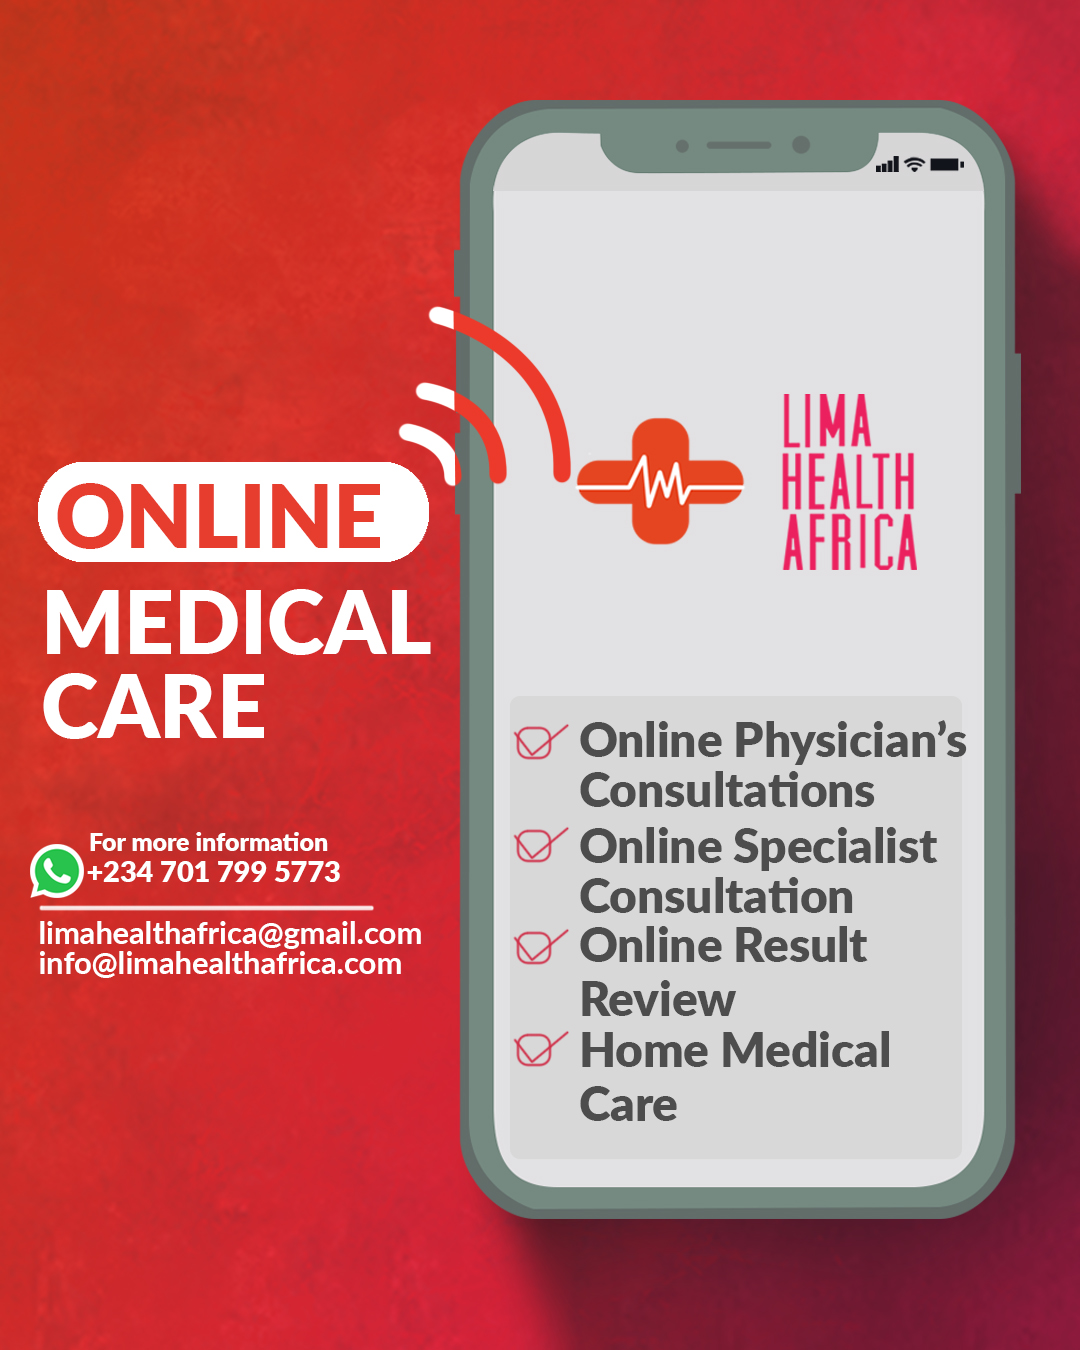 ONLINE
MEDICAL
CARE
For more information
+234 701 799 5773
limahealthafrica@gmail.com
info@limahealthafrica.com
LIMA
HEALTH
AFRICA
Online Physician’s
Consultations
Online Specialist
Consultation
Online Result
Review
Home Medical
Care